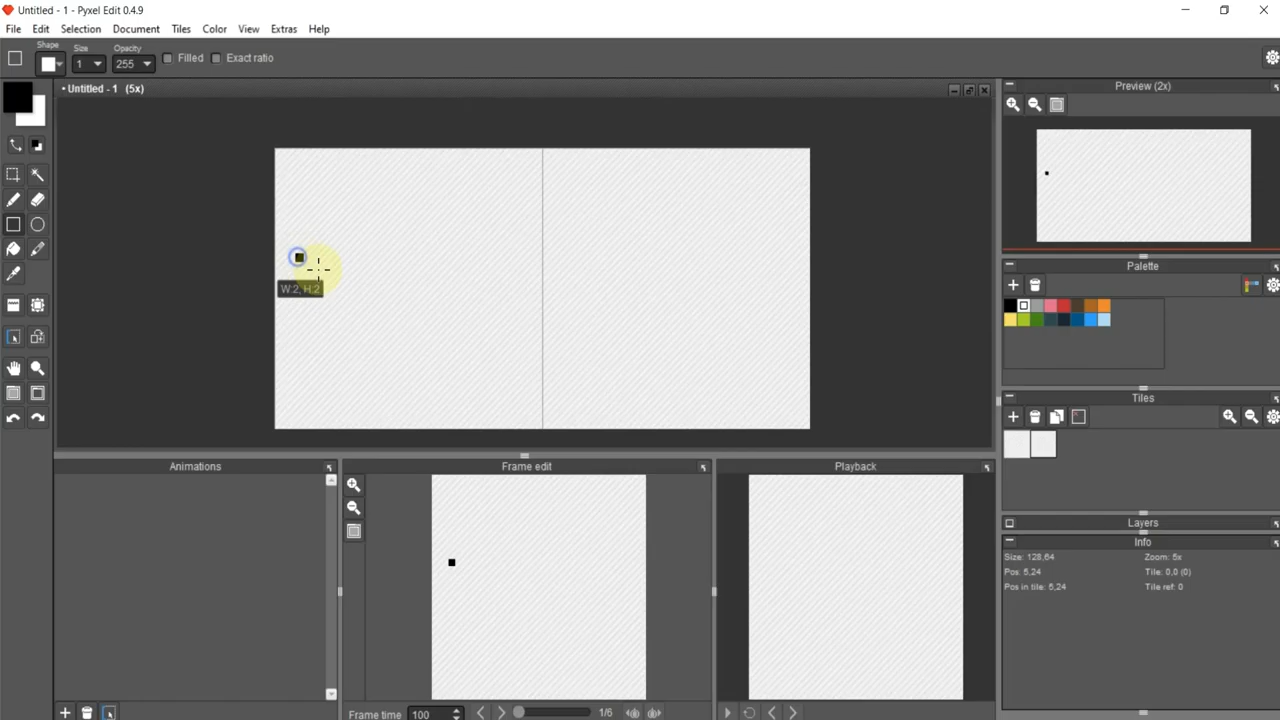 Untitled - 1 - Pyxel Edit 0.4.9
File Edit Selection Document Tiles Color View Extras Help
Shape Size Opacity
1 255 Filled Exact ratio
• Untitled - 1 (5x)
Preview (2x)
W:2, H:2
Palette
Tiles
Animations
Frame edit
Playback
Layers
Info
Size: 128,64 Zoom: 5x
Pos: 5,24 Tile: 0,0 (0)
Pos in tile: 5,24 Tile ref: 0
Frame time 100 1/6